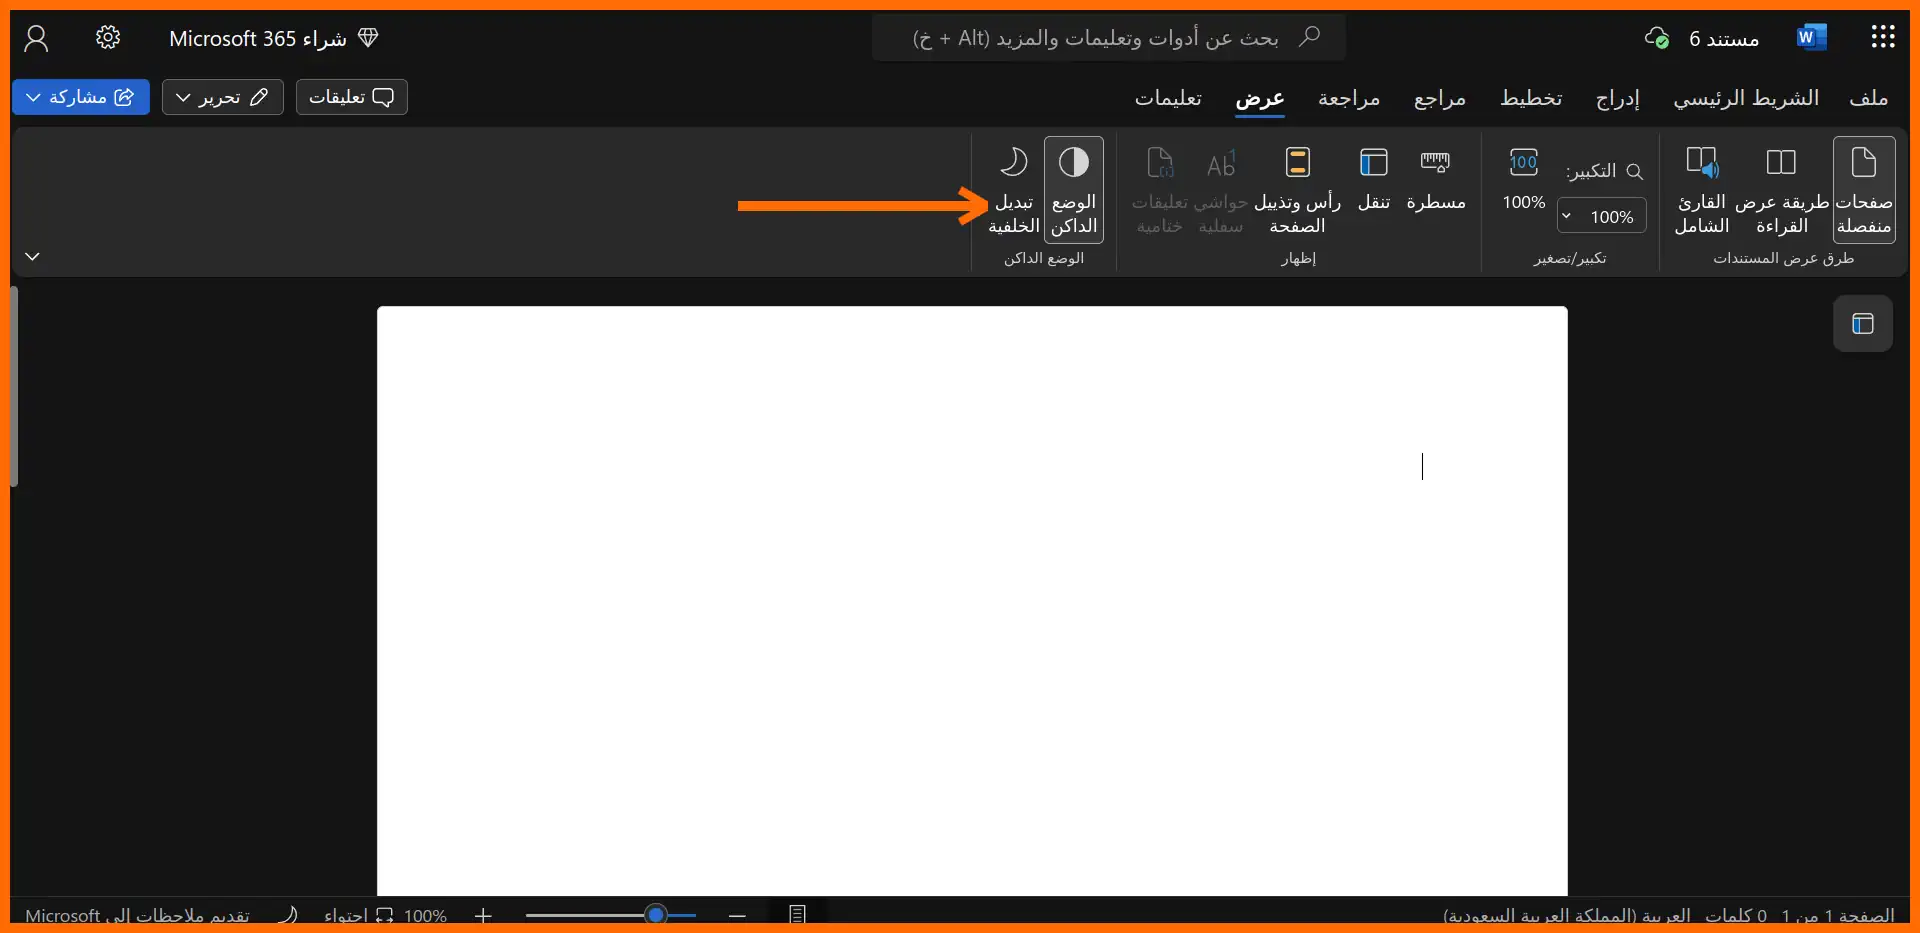 مستند 6
بحث عن أدوات وتعليمات والمزيد (Alt + خ)
شراء Microsoft 365
ملف
الشريط الرئيسي
إدراج
تخطيط
مراجع
مراجعة
عرض
تعليمات
تعليقات
تحرير
مشاركة
صفحات
منفصلة
طريقة عرض
القراءة
القارئ
الشامل
طرق عرض المستندات
التكبير:
100%
100
100%
تكبير/تصغير
مسطرة
تنقل
رأس وتذييل
الصفحة
حواشي
سفلية
تعليقات
ختامية
إظهار
الوضع
الداكن
تبديل
الخلفية
الوضع الداكن
الصفحة 1 من 1
0 كلمات
العربية (المملكة العربية السعودية)
100%
احتواء
تقديم ملاحظات إلى Microsoft